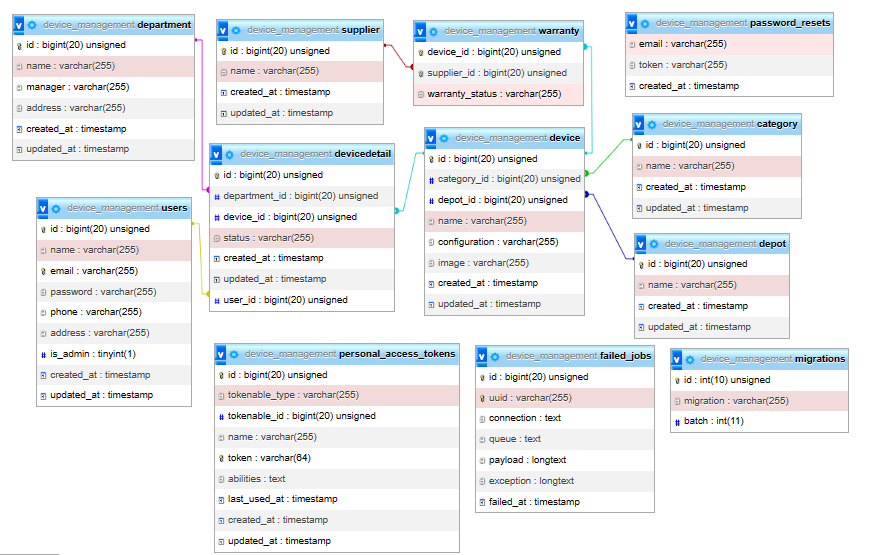 device_management department
id : bigint(20) unsigned
name : varchar(255)
manager : varchar(255)
address : varchar(255)
created_at : timestamp
updated_at : timestamp
device_management supplier
id : bigint(20) unsigned
name : varchar(255)
created_at : timestamp
updated_at : timestamp
device_management warranty
device_id : bigint(20) unsigned
supplier_id : bigint(20) unsigned
warranty_status : varchar(255)
device_management password_resets
email : varchar(255)
token : varchar(255)
created_at : timestamp
device_management category
id : bigint(20) unsigned
name : varchar(255)
created_at : timestamp
updated_at : timestamp
device_management devicedetail
id : bigint(20) unsigned
department_id : bigint(20) unsigned
device_id : bigint(20) unsigned
status : varchar(255)
created_at : timestamp
updated_at : timestamp
user_id : bigint(20) unsigned
device_management device
id : bigint(20) unsigned
category_id : bigint(20) unsigned
depot_id : bigint(20) unsigned
name : varchar(255)
configuration : varchar(255)
image : varchar(255)
created_at : timestamp
updated_at : timestamp
device_management users
id : bigint(20) unsigned
name : varchar(255)
email : varchar(255)
password : varchar(255)
phone : varchar(255)
address : varchar(255)
is_admin : tinyint(1)
created_at : timestamp
updated_at : timestamp
device_management depot
id : bigint(20) unsigned
name : varchar(255)
created_at : timestamp
updated_at : timestamp
device_management personal_access_tokens
id : bigint(20) unsigned
tokenable_type : varchar(255)
tokenable_id : bigint(20) unsigned
name : varchar(255)
token : varchar(64)
abilities : text
last_used_at : timestamp
created_at : timestamp
updated_at : timestamp
device_management failed_jobs
id : bigint(20) unsigned
uuid : varchar(255)
connection : text
queue : text
payload : longtext
exception : longtext
failed_at : timestamp
device_management migrations
id : int(10) unsigned
migration : varchar(255)
batch : int(11)